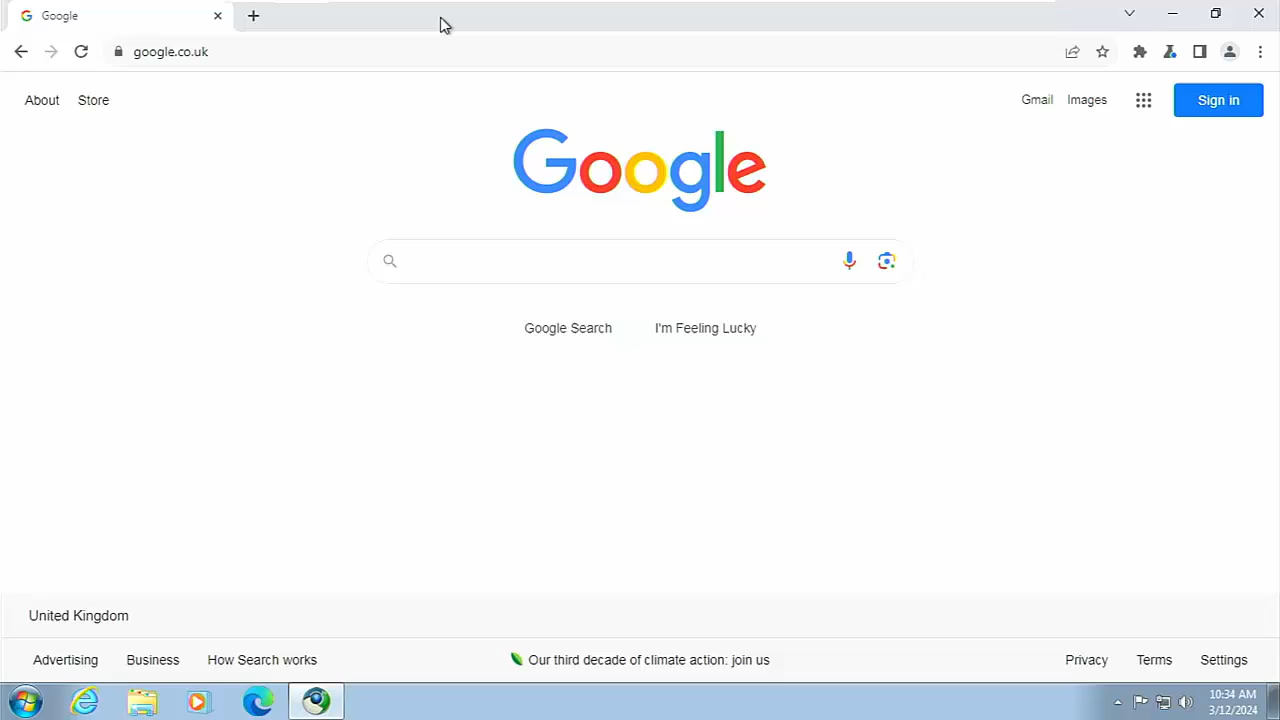 Google
google.co.uk
About Store
Gmail Images
Sign in
Google
Google Search I'm Feeling Lucky
United Kingdom
Advertising Business How Search works
Our third decade of climate action: join us
Privacy Terms Settings
10:34 AM
3/12/2024